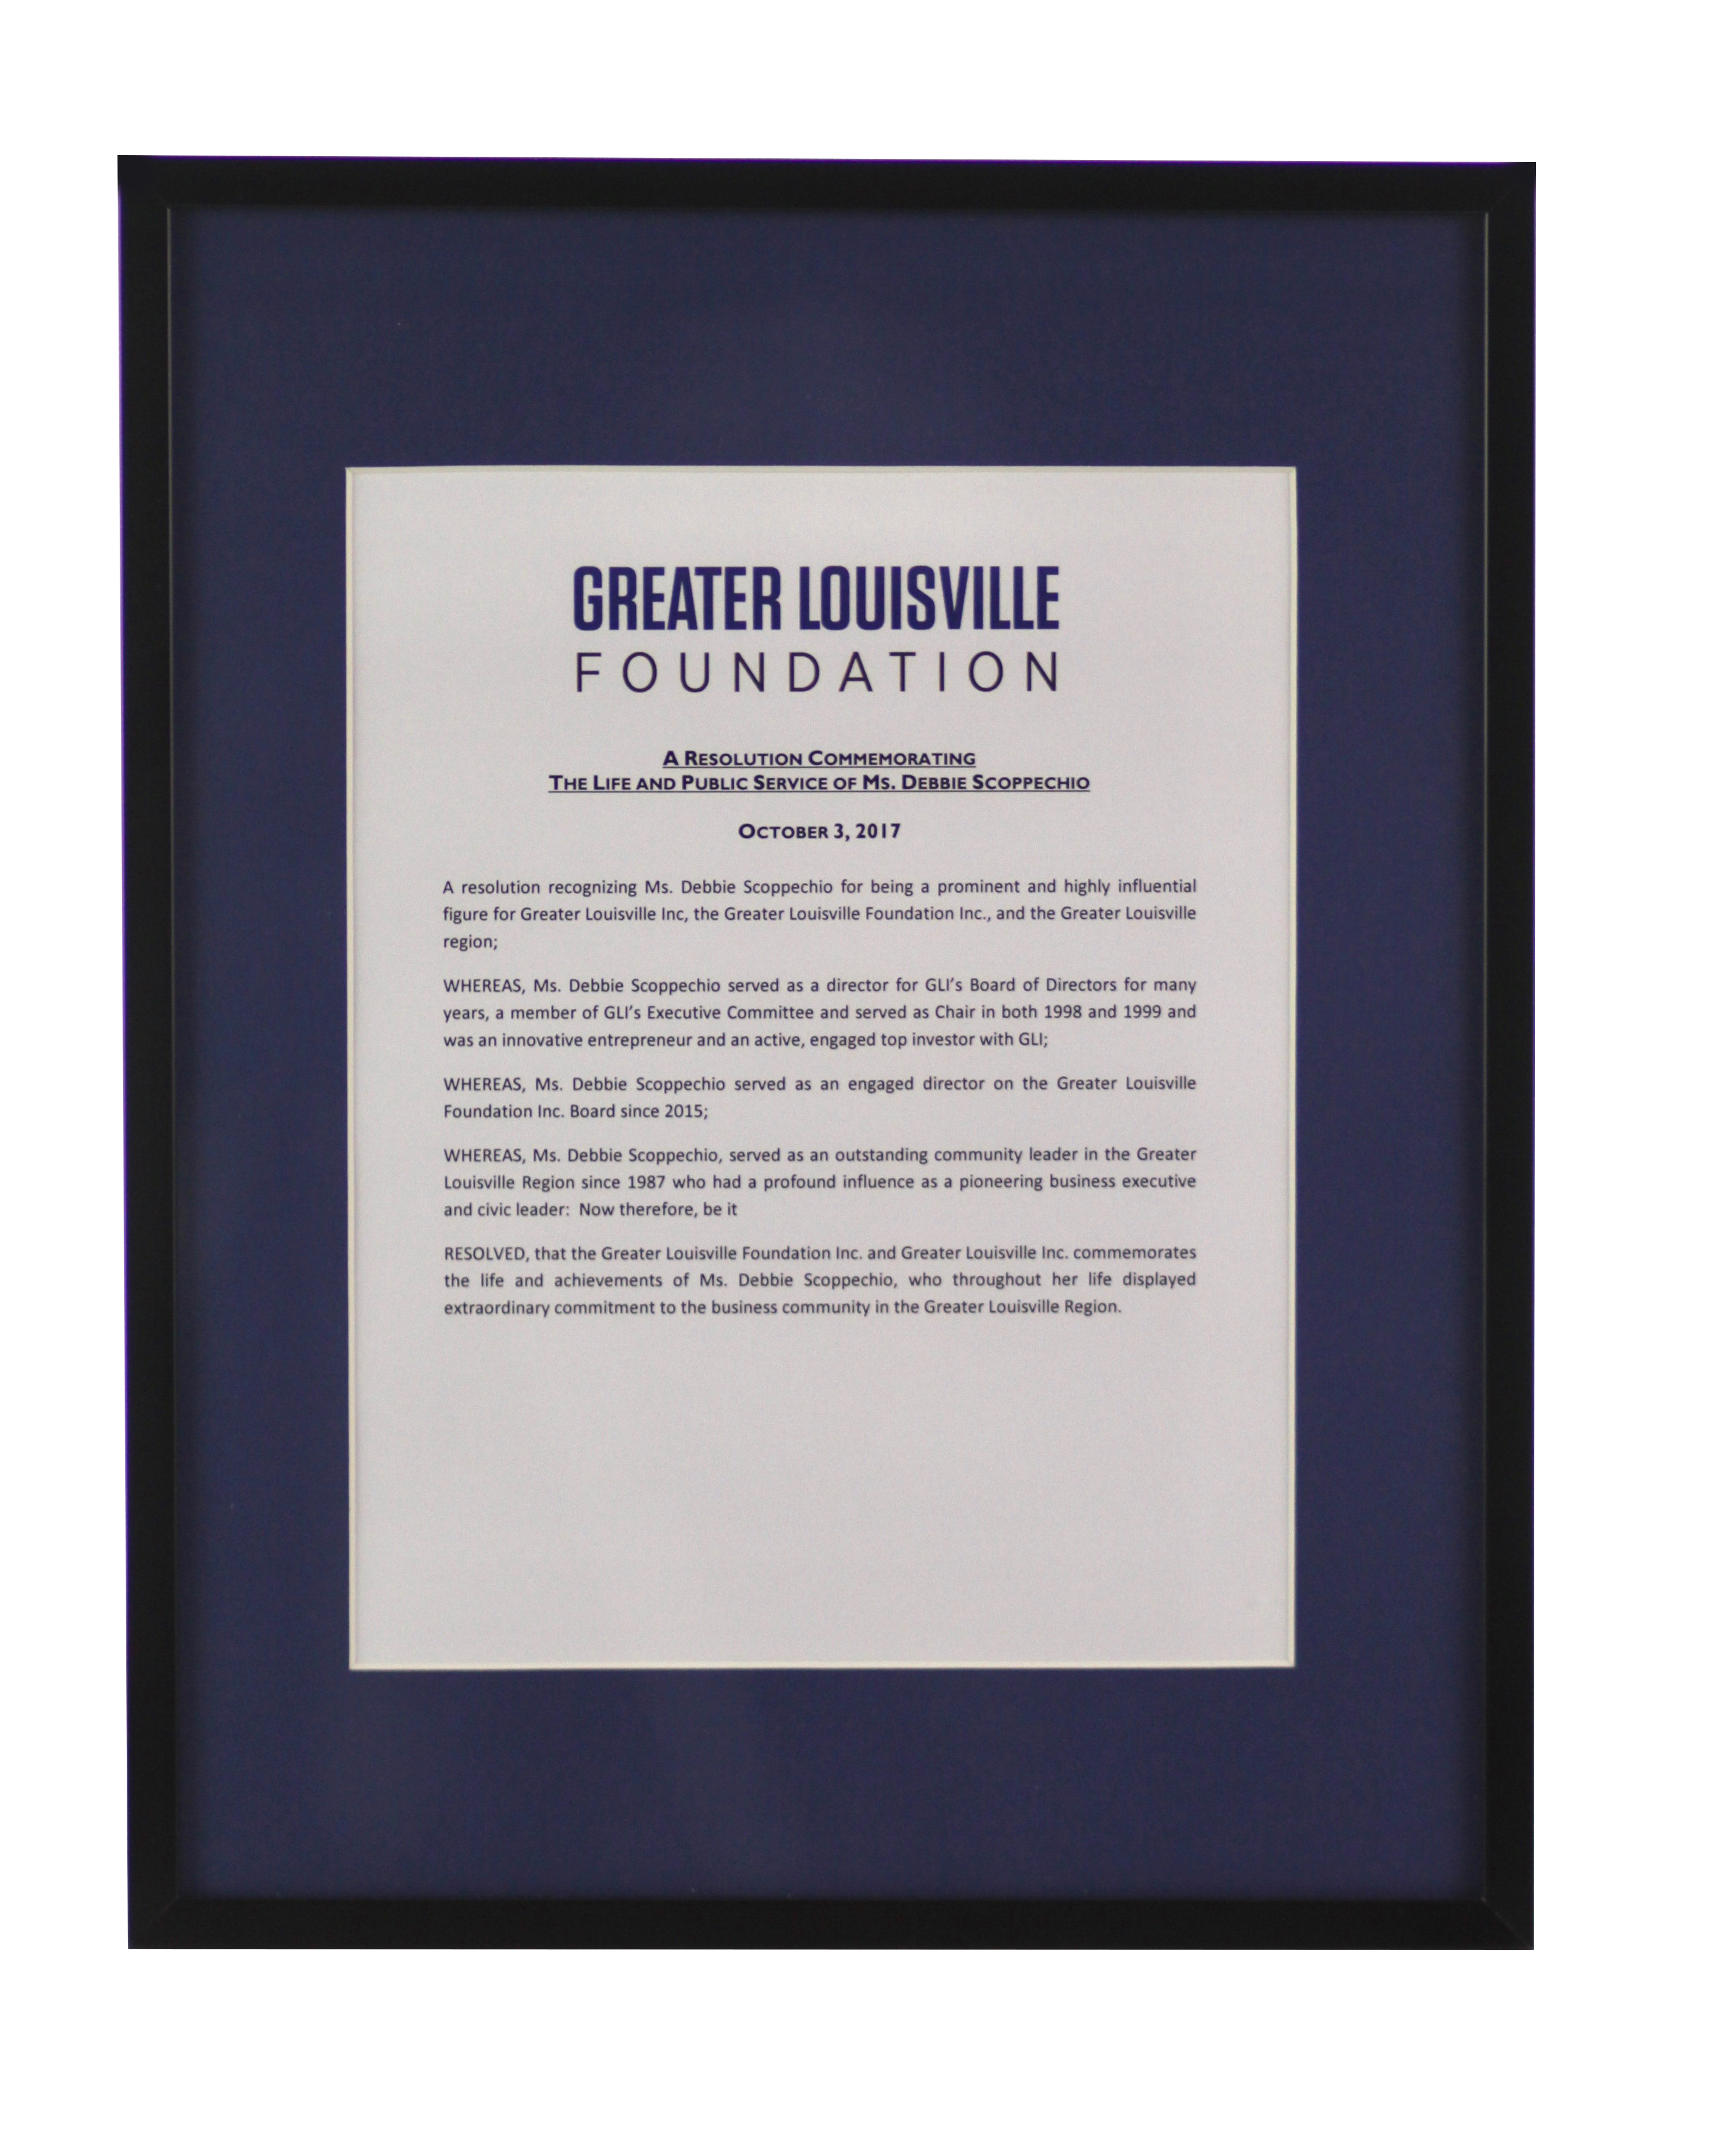 GREATER LOUISVILLE
FOUNDATION
A RESOLUTION COMMEMORATING
THE LIFE AND PUBLIC SERVICE OF MS. DEBBIE SCOPPECHIO
OCTOBER 3, 2017
A resolution recognizing Ms. Debbie Scoppechio for being a prominent and highly influential
figure for Greater Louisville Inc, the Greater Louisville Foundation Inc., and the Greater Louisville
region;
WHEREAS, Ms. Debbie Scoppechio served as a director for GLI's Board of Directors for many
years, a member of GLI's Executive Committee and served as Chair in both 1998 and 1999 and
was an innovative entrepreneur and an active, engaged top investor with GLI;
WHEREAS, Ms. Debbie Scoppechio served as an engaged director on the Greater Louisville
Foundation Inc. Board since 2015;
WHEREAS, Ms. Debbie Scoppechio, served as an outstanding community leader in the Greater
Louisville Region since 1987 who had a profound influence as a pioneering business executive
and civic leader:  Now therefore, be it
RESOLVED, that the Greater Louisville Foundation Inc. and Greater Louisville Inc. commemorates
the life and achievements of Ms. Debbie Scoppechio, who throughout her life displayed
extraordinary commitment to the business community in the Greater Louisville Region.